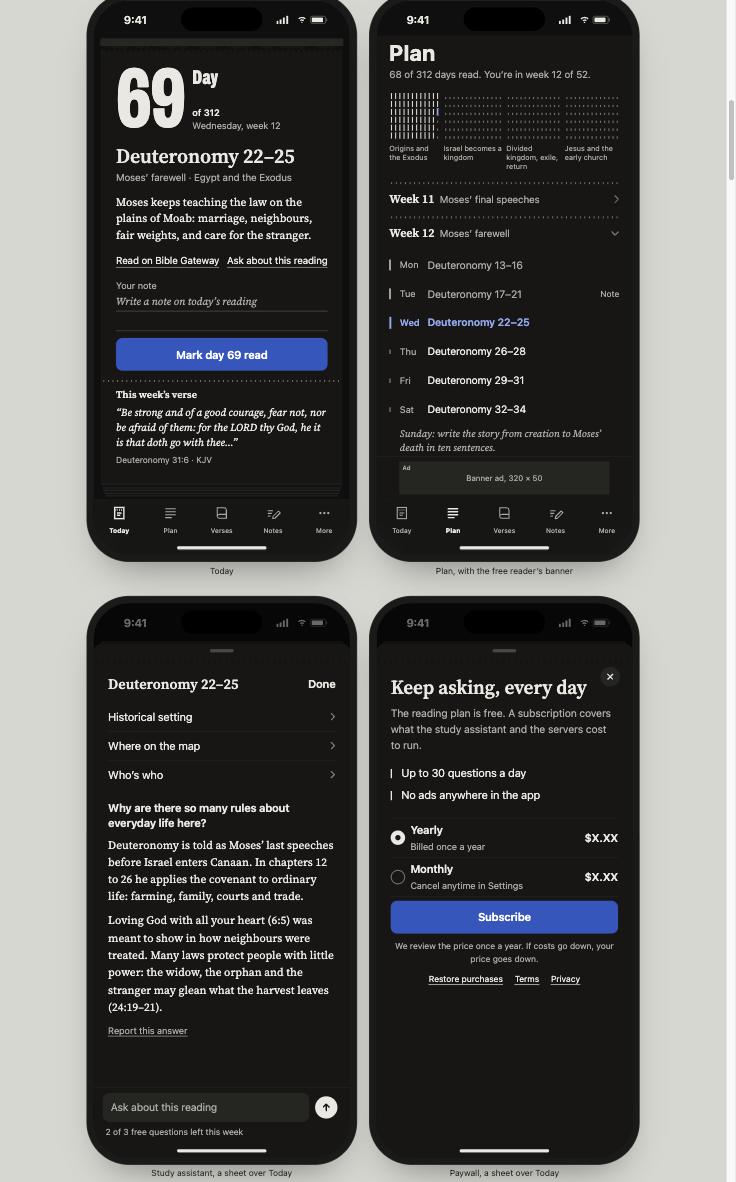 9:41
69
Day
of 312
Wednesday, week 12
Deuteronomy 22–25
Moses’ farewell · Egypt and the Exodus
Moses keeps teaching the law on the
plains of Moab: marriage, neighbours,
fair weights, and care for the stranger.
Read on Bible Gateway Ask about this reading
Your note
Write a note on today’s reading
Mark day 69 read
This week’s verse
“Be strong and of a good courage, fear not, nor
be afraid of them: for the LORD thy God, he it
is that doth go with thee...”
Deuteronomy 31:6 · KJV
Today Plan Verses Notes More
Today
9:41
Plan
68 of 312 days read. You’re in week 12 of 52.
Origins and
the Exodus
Israel becomes a
kingdom
Divided
kingdom, exile,
return
Jesus and the
early church
Week 11 Moses’ final speeches
Week 12 Moses’ farewell
Mon Deuteronomy 13–16
Tue Deuteronomy 17–21 Note
Wed Deuteronomy 22–25
Thu Deuteronomy 26–28
Fri Deuteronomy 29–31
Sat Deuteronomy 32–34
Sunday: write the story from creation to Moses’
death in ten sentences.
Ad
Banner ad, 320 × 50
Today Plan Verses Notes More
Plan, with the free reader’s banner
9:41
Deuteronomy 22–25 Done
Historical setting
Where on the map
Who’s who
Why are there so many rules about
everyday life here?
Deuteronomy is told as Moses’ last speeches
before Israel enters Canaan. In chapters 12
to 26 he applies the covenant to ordinary
life: farming, family, courts and trade.
Loving God with all your heart (6:5) was
meant to show in how neighbours were
treated. Many laws protect people with little
power: the widow, the orphan and the
stranger may glean what the harvest leaves
(24:19–21).
Report this answer
Ask about this reading
2 of 3 free questions left this week
Study assistant, a sheet over Today
9:41
Keep asking, every day
The reading plan is free. A subscription covers
what the study assistant and the servers cost
to run.
Up to 30 questions a day
No ads anywhere in the app
Yearly
Billed once a year
$X.XX
Monthly
Cancel anytime in Settings
$X.XX
Subscribe
We review the price once a year. If costs go down, your
price goes down.
Restore purchases Terms Privacy
Paywall, a sheet over Today